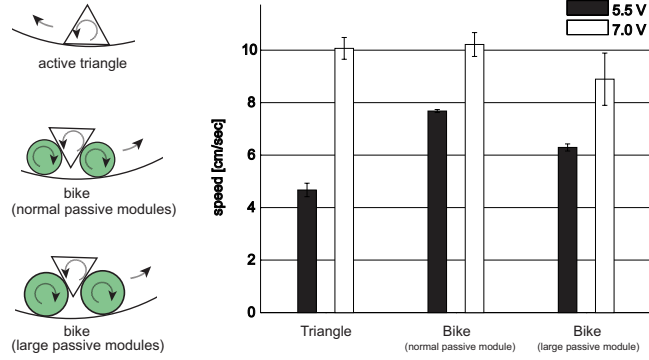 active triangle
bike
(normal passive modules)
bike
(large passive modules)
5.5 V
7.0 V
speed [cm/sec]
10
8
6
4
2
0
Triangle
Bike
(normal passive module)
Bike
(large passive module)